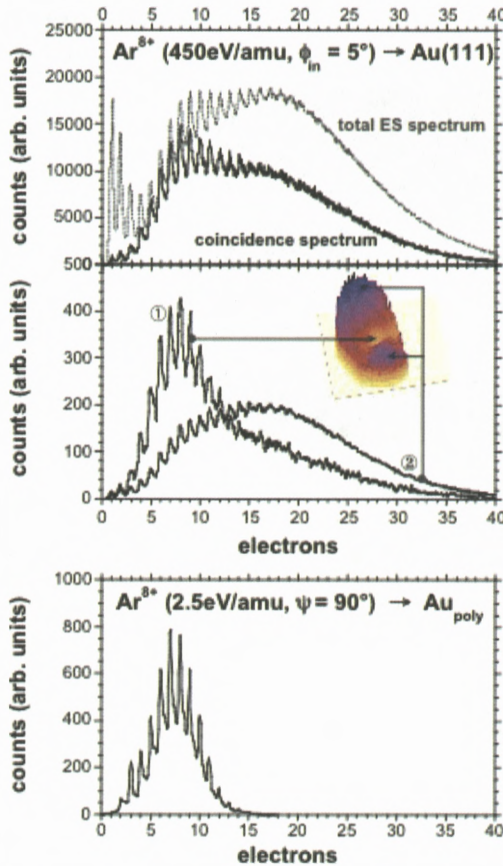 0 5 10 15 20 25 30 35 40
25000
Ar8+ (450eV/amu, ϕin = 5°) → Au(111)
20000
total ES spectrum
15000
10000
5000
coincidence spectrum
counts (arb. units)
500
400
①
300
200
②
100
0
counts (arb. units)
0 5 10 15 20 25 30 35 40
electrons
1000
Ar8+ (2.5eV/amu, ψ = 90°) → Aupoly
800
600
400
200
0
counts (arb. units)
0 5 10 15 20 25 30 35 40
electrons